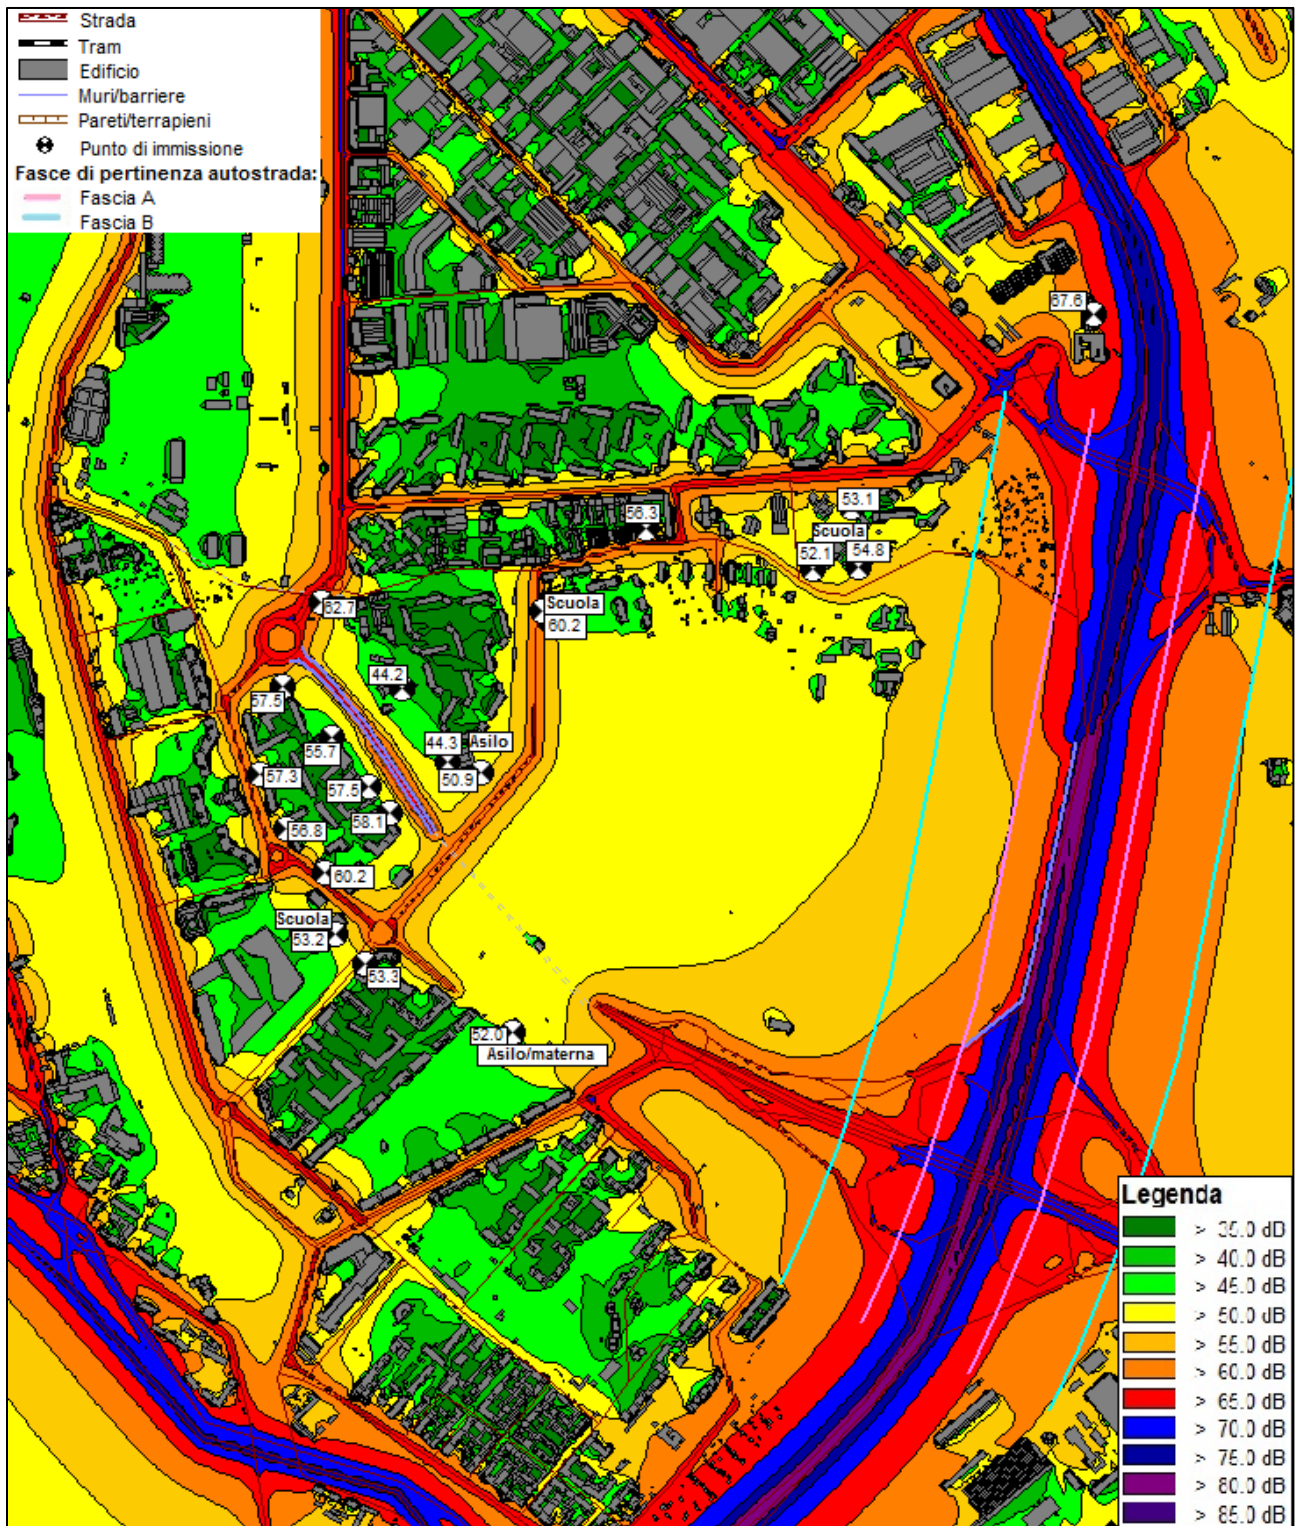 Strada
Tram
Edificio
Muri/barriere
Pareti/terrapieni
Punto di immissione
Fasce di pertinenza autostrada:
Fascia A
Fascia B
67.6
53.1
56.3
Scuola
52.1
54.8
62.7
Scuola
60.2
44.2
57.5
55.7
44.3
Asilo
50.9
57.3
57.5
58.1
56.8
60.2
Scuola
53.2
53.3
52.0
Asilo/materna
Legenda
> 35.0 dB
> 40.0 dB
> 45.0 dB
> 50.0 dB
> 55.0 dB
> 60.0 dB
> 65.0 dB
> 70.0 dB
> 75.0 dB
> 80.0 dB
> 85.0 dB